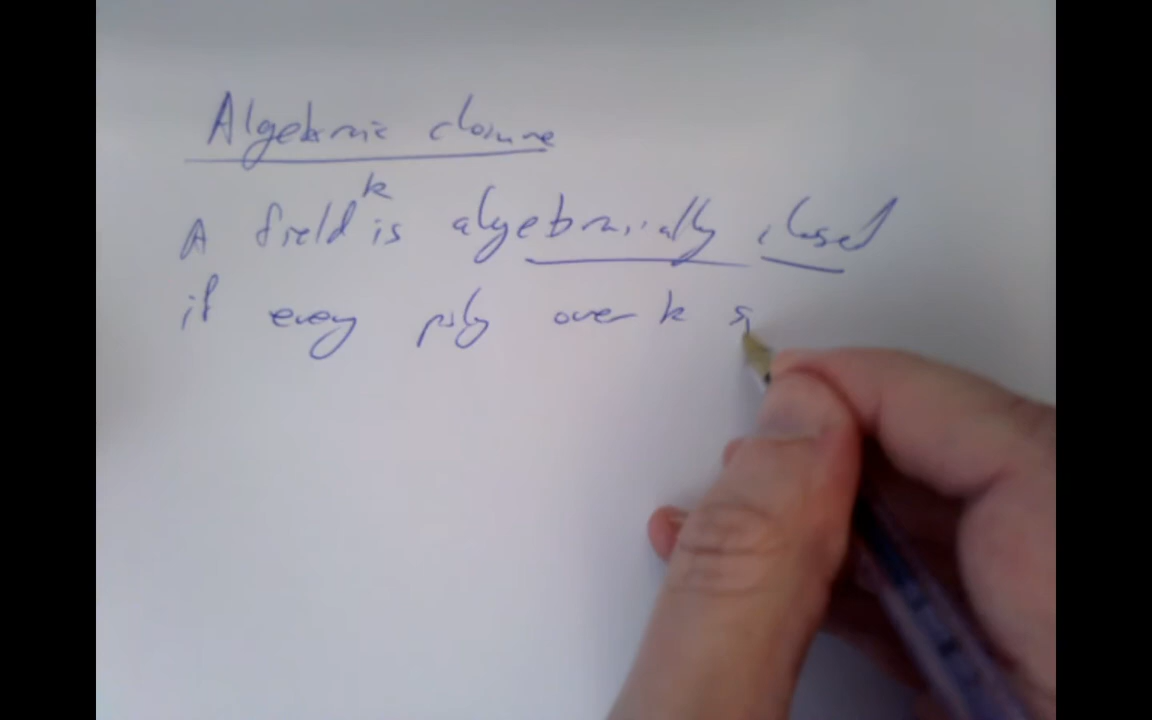 Algebraic closure
A field k is algebraically closed
if every poly over k s